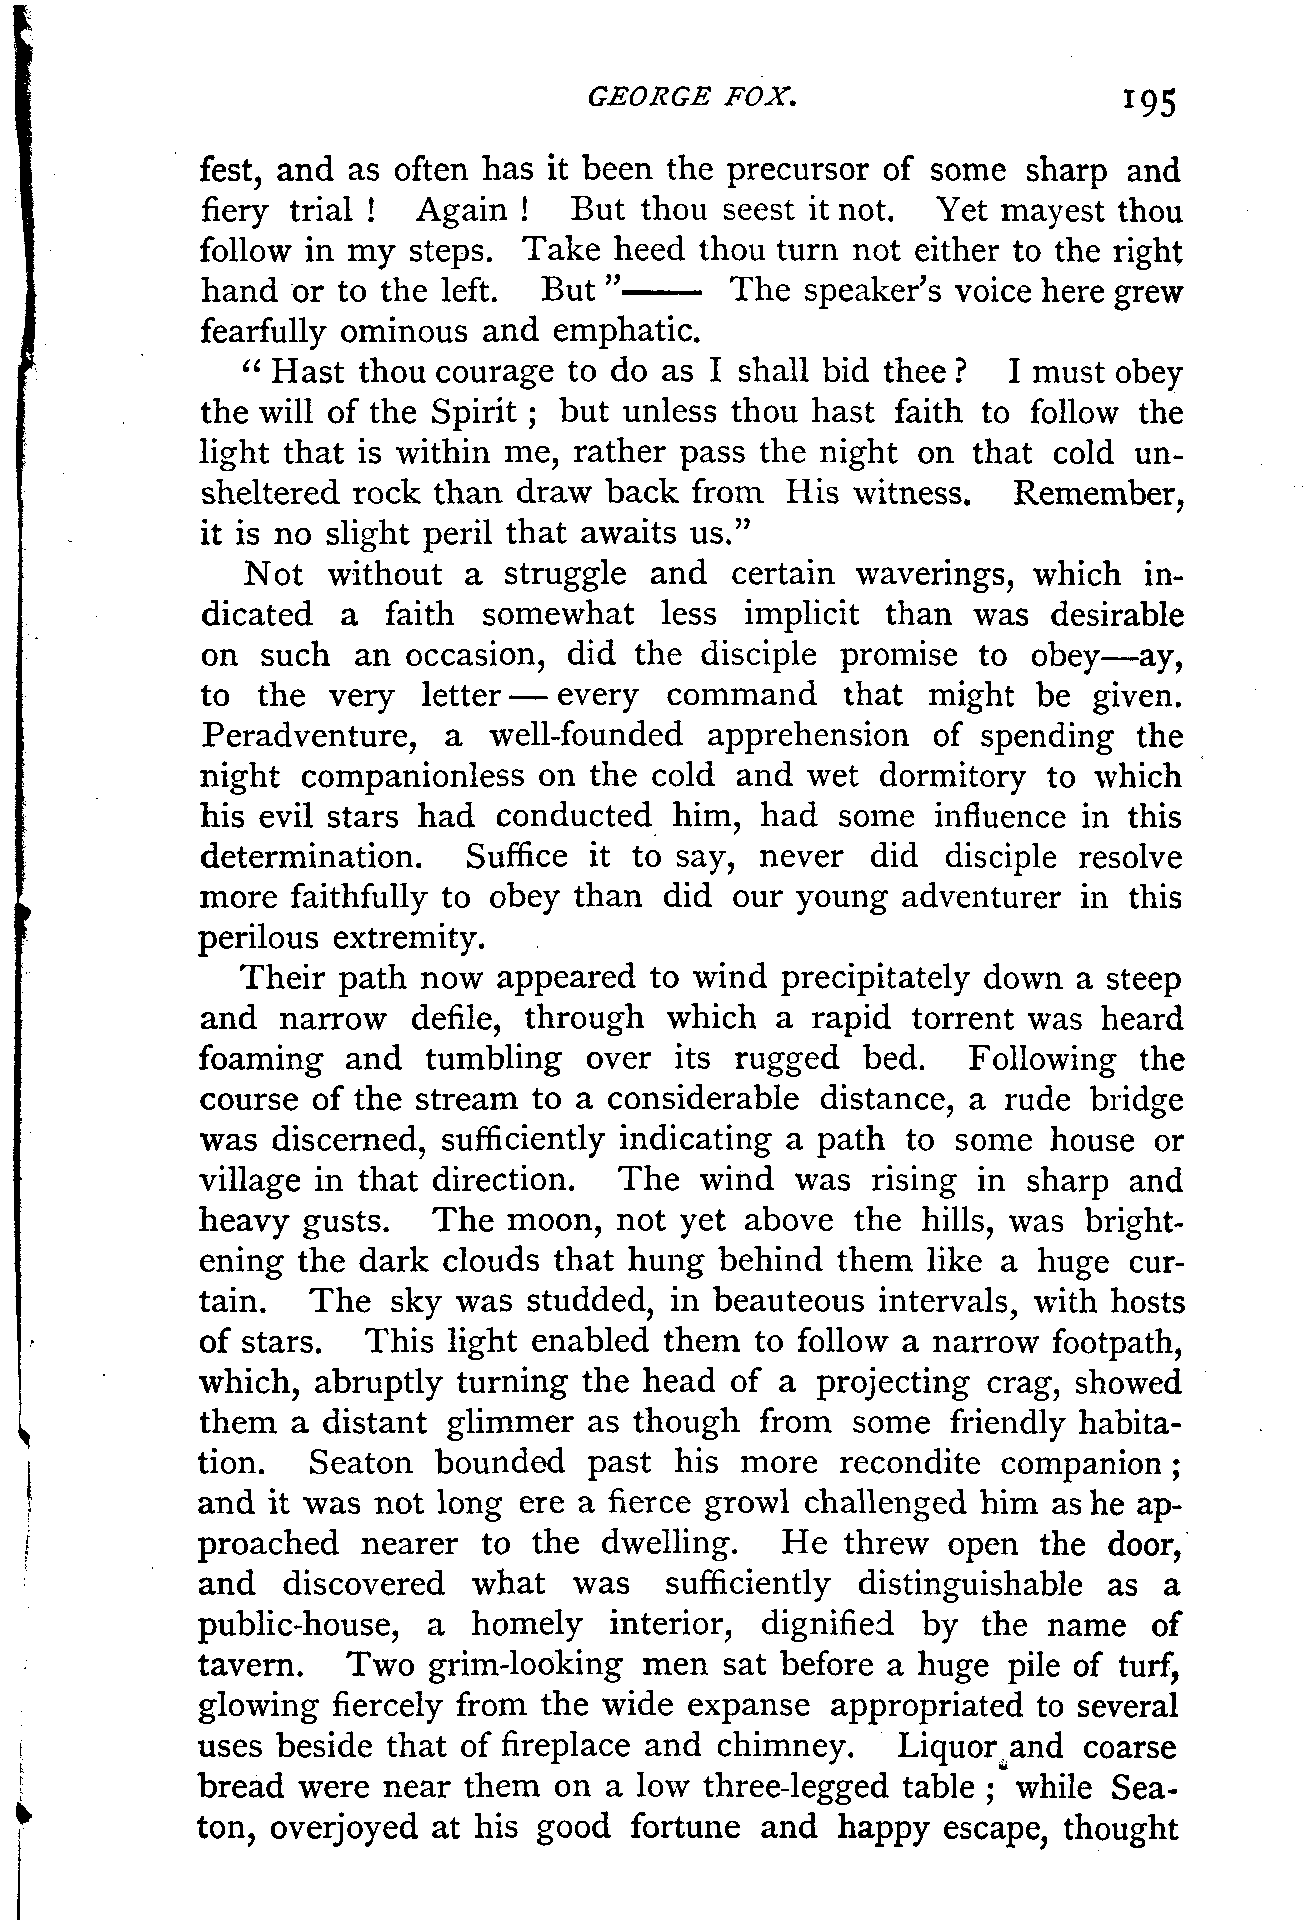 GEORGE FOX. 195
fest, and as often has it been the precursor of some sharp and
fiery trial ! Again ! But thou seest it not. Yet mayest thou
follow in my steps. Take heed thou turn not either to the right
hand or to the left. But "—— The speaker's voice here grew
fearfully ominous and emphatic.
"Hast thou courage to do as I shall bid thee ? I must obey
the will of the Spirit ; but unless thou hast faith to follow the
light that is within me, rather pass the night on that cold un-
sheltered rock than draw back from His witness. Remember,
it is no slight peril that awaits us."
Not without a struggle and certain waverings, which in-
dicated a faith somewhat less implicit than was desirable
on such an occasion, did the disciple promise to obey—ay,
to the very letter — every command that might be given.
Peradventure, a well-founded apprehension of spending the
night companionless on the cold and wet dormitory to which
his evil stars had conducted him, had some influence in this
determination. Suffice it to say, never did disciple resolve
more faithfully to obey than did our young adventurer in this
perilous extremity.
Their path now appeared to wind precipitately down a steep
and narrow defile, through which a rapid torrent was heard
foaming and tumbling over its rugged bed. Following the
course of the stream to a considerable distance, a rude bridge
was discerned, sufficiently indicating a path to some house or
village in that direction. The wind was rising in sharp and
heavy gusts. The moon, not yet above the hills, was bright-
ening the dark clouds that hung behind them like a huge cur-
tain. The sky was studded, in beauteous intervals, with hosts
of stars. This light enabled them to follow a narrow footpath,
which, abruptly turning the head of a projecting crag, showed
them a distant glimmer as though from some friendly habita-
tion. Seaton bounded past his more recondite companion ;
and it was not long ere a fierce growl challenged him as he ap-
proached nearer to the dwelling. He threw open the door,
and discovered what was sufficiently distinguishable as a
public-house, a homely interior, dignified by the name of
tavern. Two grim-looking men sat before a huge pile of turf,
glowing fiercely from the wide expanse appropriated to several
uses beside that of fireplace and chimney. Liquor and coarse
bread were near them on a low three-legged table ; while Sea-
ton, overjoyed at his good fortune and happy escape, thought